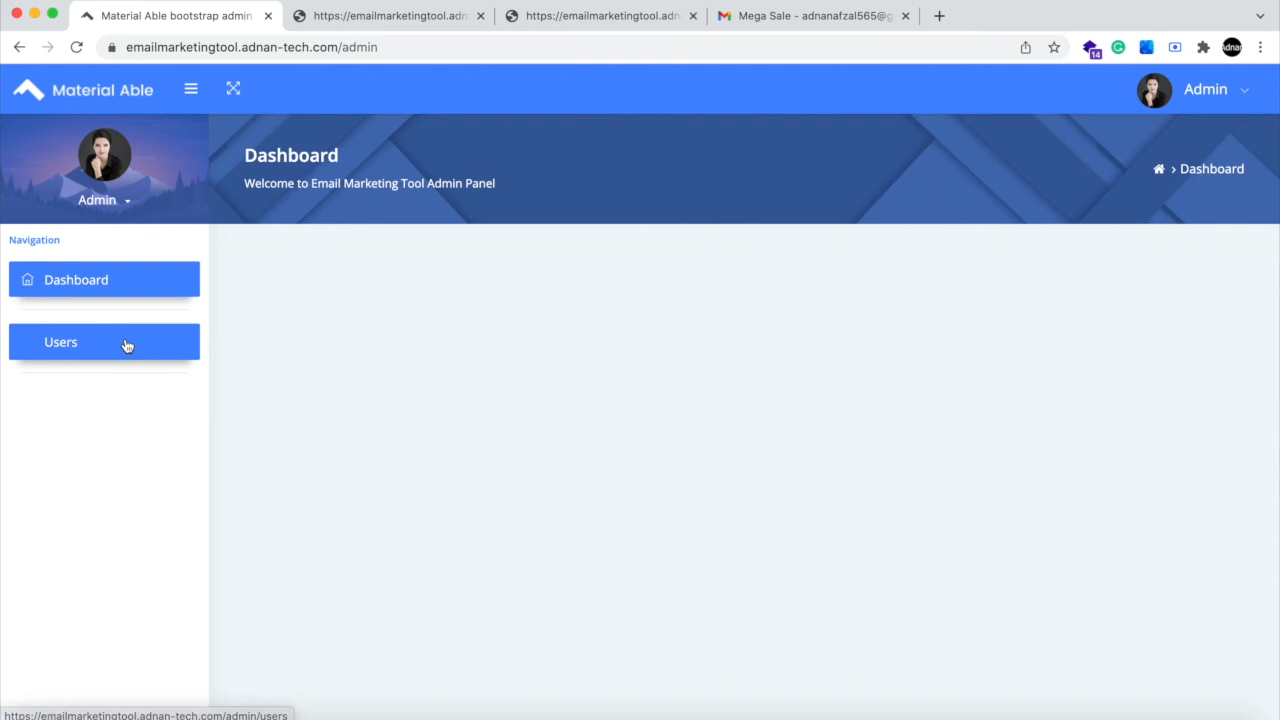 Material Able bootstrap admin
https://emailmarketingtool.adn
https://emailmarketingtool.adn
Mega Sale - adnanafzal565@g
emailmarketingtool.adnan-tech.com/admin
14
Adnan
Material Able
Admin
Admin
Dashboard
Welcome to Email Marketing Tool Admin Panel
Dashboard
Navigation
Dashboard
Users
https://emailmarketingtool.adnan-tech.com/admin/users